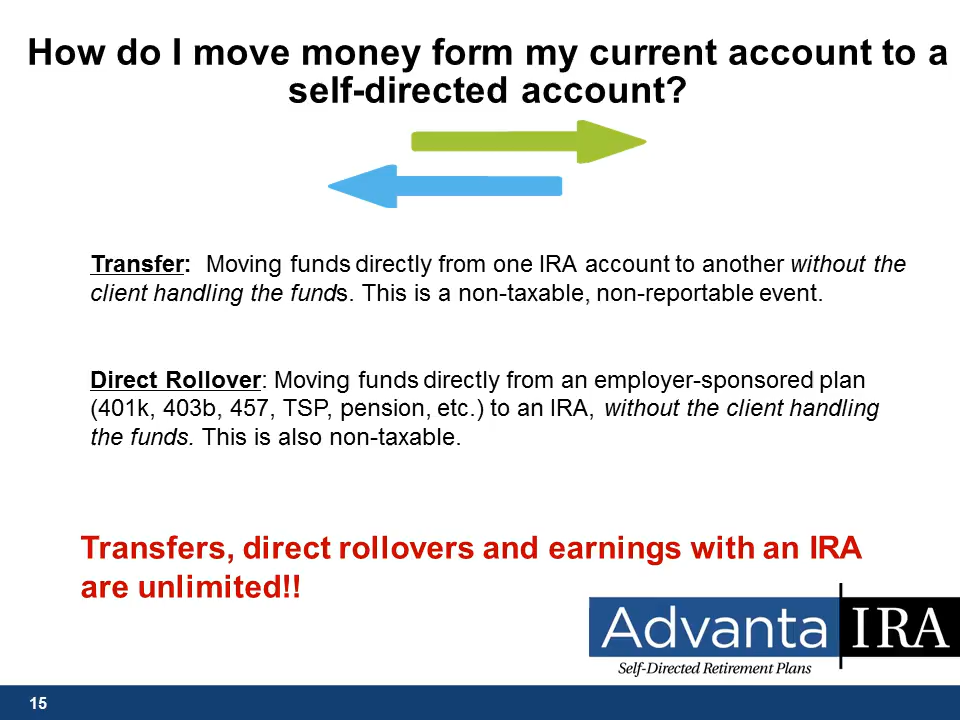 How do I move money form my current account to a
self-directed account?
Transfer: Moving funds directly from one IRA account to another without the
client handling the funds. This is a non-taxable, non-reportable event.
Direct Rollover: Moving funds directly from an employer-sponsored plan
(401k, 403b, 457, TSP, pension, etc.) to an IRA, without the client handling
the funds. This is also non-taxable.
Transfers, direct rollovers and earnings with an IRA
are unlimited!!
Advanta IRA
Self-Directed Retirement Plans
15